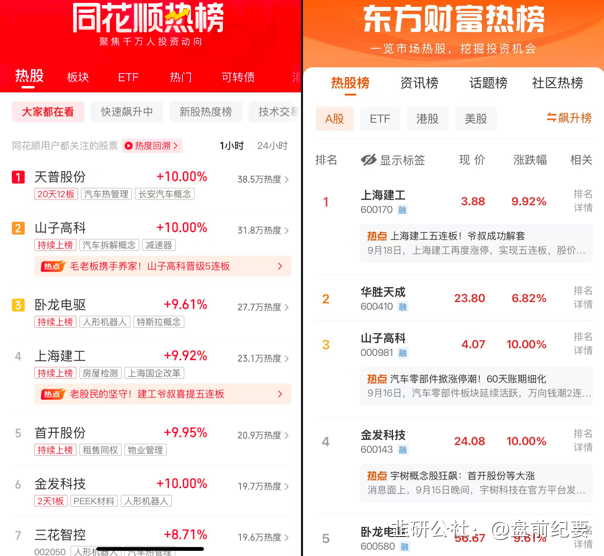 同花顺热榜
聚焦千万人投资动向
热股 板块 ETF 热门 可转债
大家都在看 快速飙升中 新股热度榜 技术交易
同花顺用户都关注的股票 热度回溯 1小时 24小时
1 天普股份 +10.00% 38.5万热度
20天12板 汽车热管理 长安汽车概念
2 山子高科 +10.00% 31.8万热度
持续上榜 汽车拆解概念 减速器
热点 毛老板携手养家！山子高科晋级5连板
3 卧龙电驱 +9.61% 27.7万热度
持续上榜 人形机器人 特斯拉概念
4 上海建工 +9.92% 23.1万热度
持续上榜 房屋检测 上海国企改革
热点 老股民的坚守！建工爷叔喜提五连板
5 首开股份 +9.95% 20.9万热度
持续上榜 租售同权 物业管理
6 金发科技 +10.00% 19.7万热度
2天1板 PEEK材料 人形机器人
7 三花智控 +8.71% 19.6万热度
002050 人形机器人 汽车热管理
东方财富热榜
一览市场热股，挖掘投资机会
热股榜 资讯榜 话题榜 社区热榜
A股 ETF 港股 美股 飙升榜
排名 显示标签 现价 涨跌幅 相关
1 上海建工 3.88 9.92% 排名
600170 融 详情
热点 上海建工五连板！爷叔成功解套
9月18日，上海建工再度涨停，实现五连板，股价...
2 华胜天成 23.80 6.82% 排名
600410 融 详情
3 山子高科 4.07 10.00% 排名
000981 融 详情
热点 汽车零部件掀涨停潮！60天账期细化
9月16日，汽车零部件板块延续活跃，万向钱潮2连...
4 金发科技 24.08 10.00% 排名
600143 融 详情
热点 宇树概念股狂飙：首开股份等大涨
消息面上，9月15日晚间，宇树科技在官方平台发...
5 卧龙电驱 36.67 9.61% 排名
600580 融 详情
北研公社：@盘前纪要